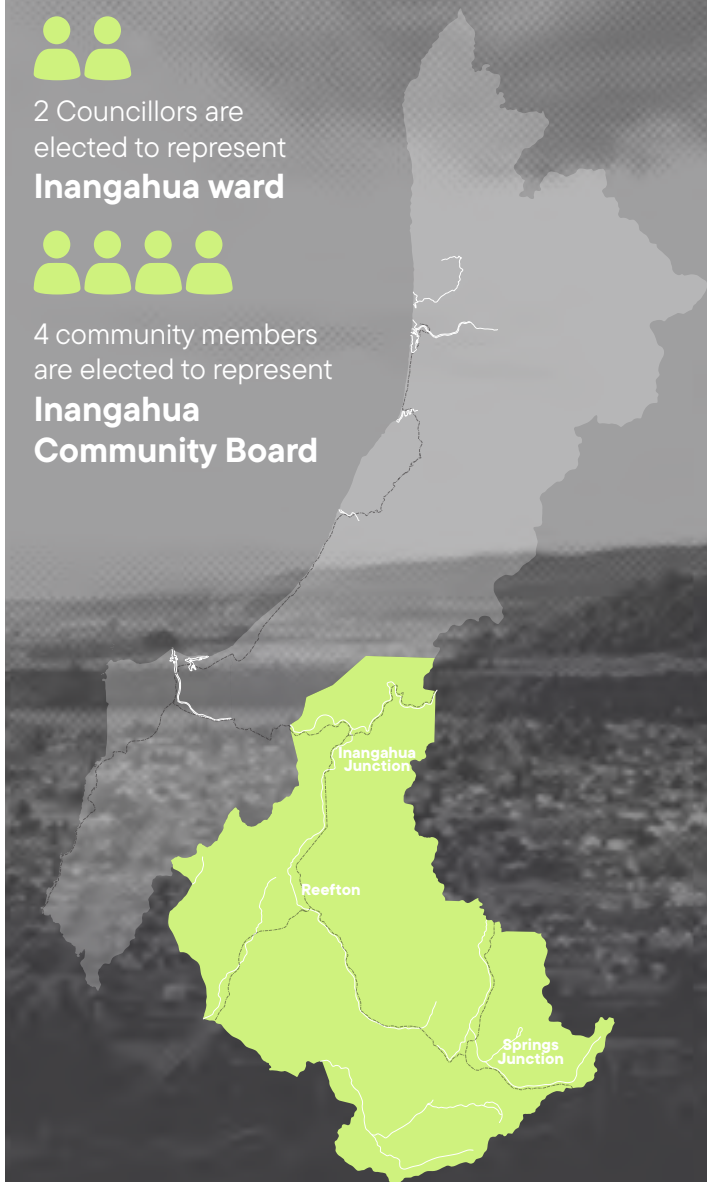 2 Councillors are
elected to represent
Inangahua ward
4 community members
are elected to represent
Inangahua
Community Board
Inangahua
Junction
Reefton
Springs
Junction